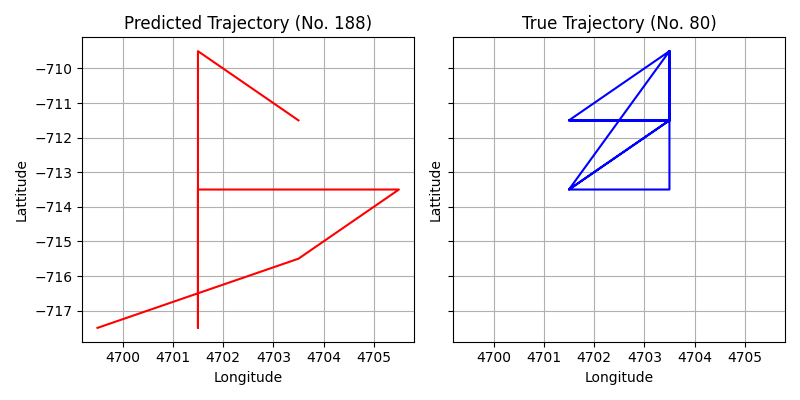 Predicted Trajectory (No. 188)
True Trajectory (No. 80)
Lattitude
−710
−711
−712
−713
−714
−715
−716
−717
4700 4701 4702 4703 4704 4705
Longitude
Lattitude
4700 4701 4702 4703 4704 4705
Longitude